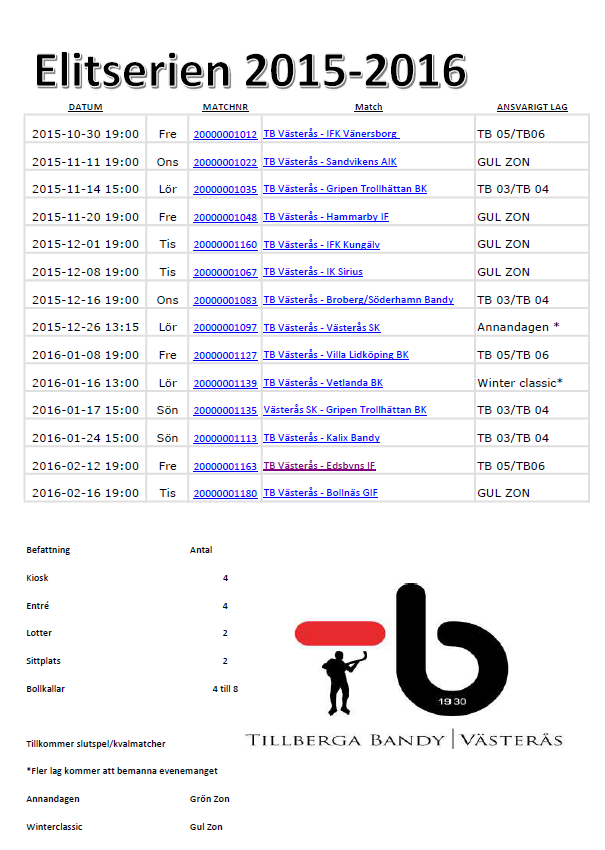 Elitserien 2015-2016
DATUM MATCHNR Match ANSVARIGT LAG
2015-10-30 19:00 Fre 20000001012 TB Västerås - IFK Vänersborg TB 05/TB06
2015-11-11 19:00 Ons 20000001022 TB Västerås - Sandvikens AIK GUL ZON
2015-11-14 15:00 Lör 20000001035 TB Västerås - Gripen Trollhättan BK TB 03/TB 04
2015-11-20 19:00 Fre 20000001048 TB Västerås - Hammarby IF GUL ZON
2015-12-01 19:00 Tis 20000001160 TB Västerås - IFK Kungälv GUL ZON
2015-12-08 19:00 Tis 20000001067 TB Västerås - IK Sirius GUL ZON
2015-12-16 19:00 Ons 20000001083 TB Västerås - Broberg/Söderhamn Bandy TB 03/TB 04
2015-12-26 13:15 Lör 20000001097 TB Västerås - Västerås SK Annandagen *
2016-01-08 19:00 Fre 20000001127 TB Västerås - Villa Lidköping BK TB 05/TB 06
2016-01-16 13:00 Lör 20000001139 TB Västerås - Vetlanda BK Winter classic*
2016-01-17 15:00 Sön 20000001135 Västerås SK - Gripen Trollhättan BK TB 03/TB 04
2016-01-24 15:00 Sön 20000001113 TB Västerås - Kalix Bandy TB 03/TB 04
2016-02-12 19:00 Fre 20000001163 TB Västerås - Edsbyns IF TB 05/TB06
2016-02-16 19:00 Tis 20000001180 TB Västerås - Bollnäs GIF GUL ZON
Befattning Antal
Kiosk 4
Entré 4
Lotter 2
Sittplats 2
Bollkallar 4 till 8
b
1930
TILLBERGA BANDY | VÄSTERÅS
Tillkommer slutspel/kvalmatcher
*Fler lag kommer att bemanna evenemanget
Annandagen Grön Zon
Winterclassic Gul Zon